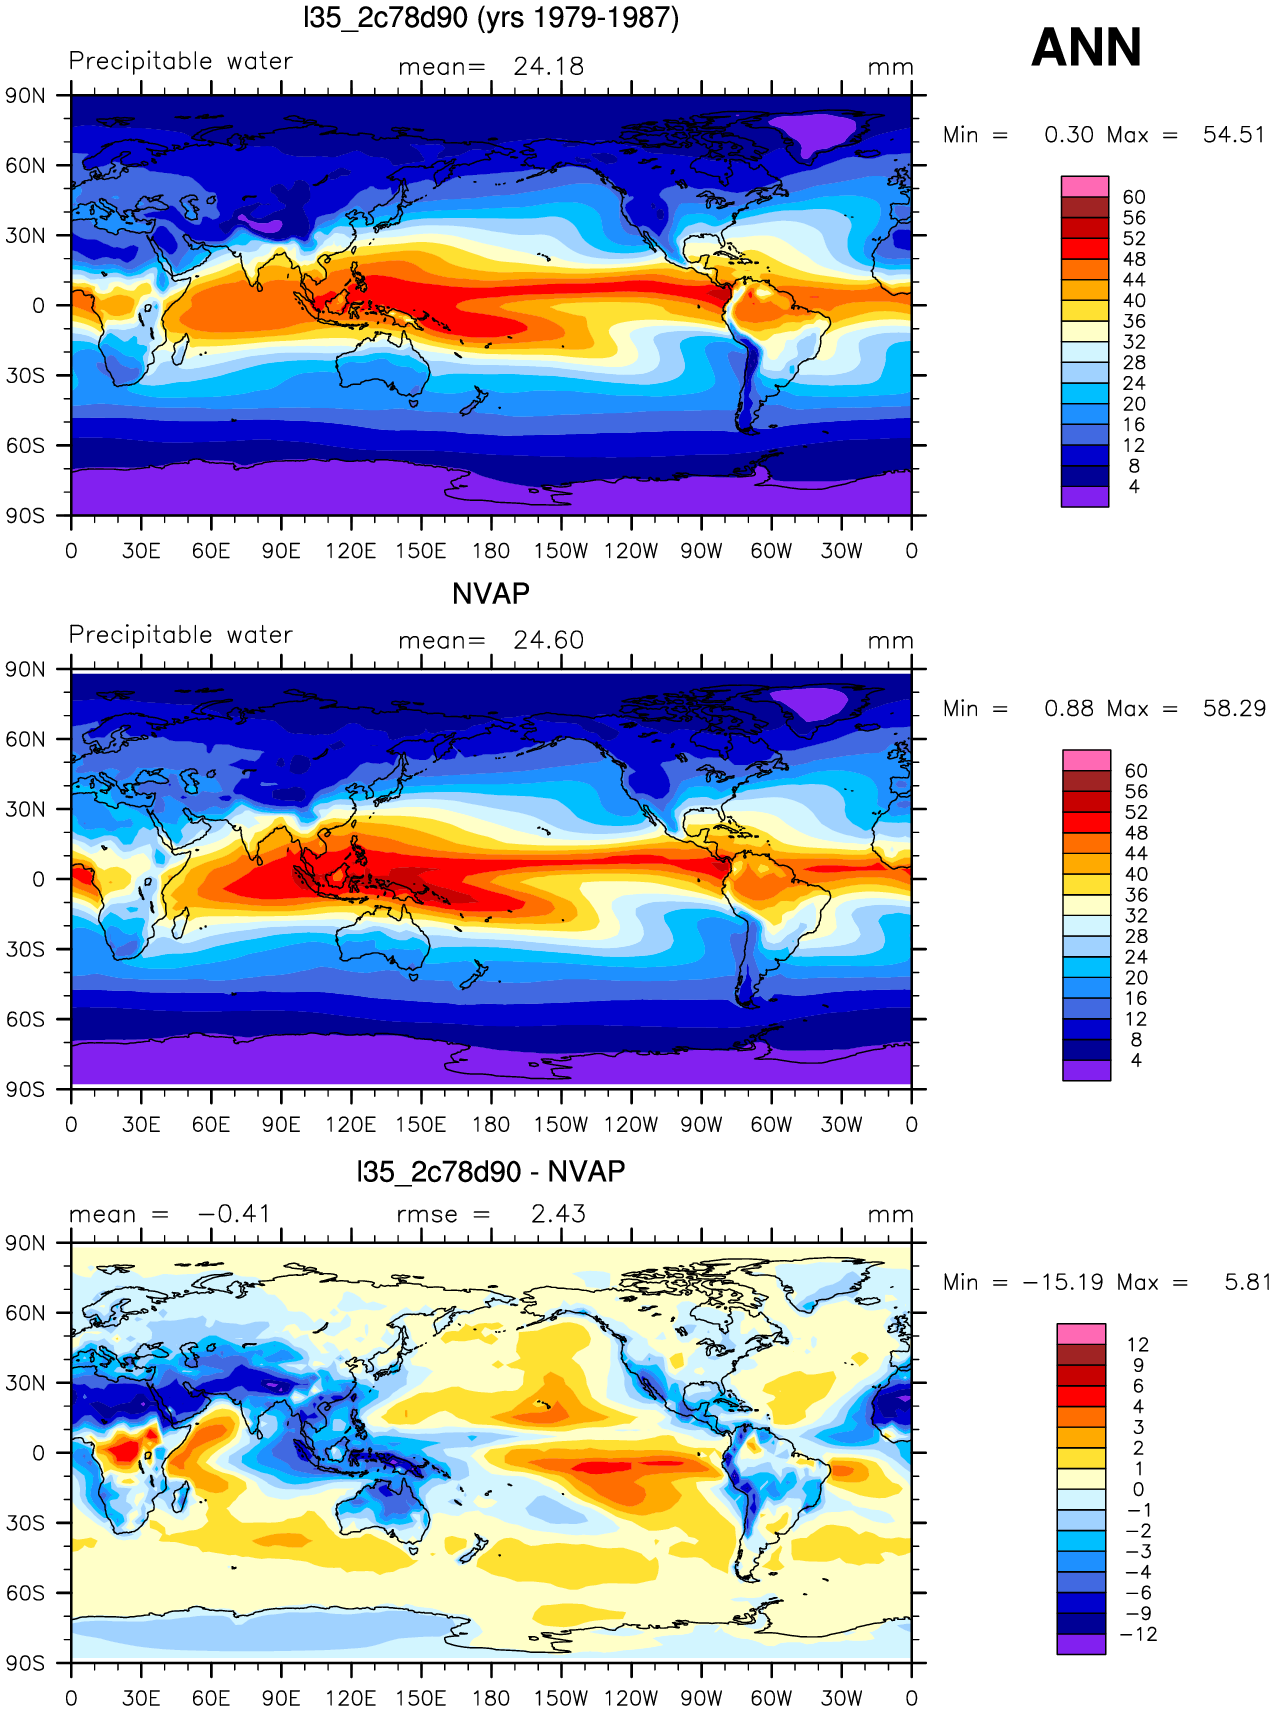 l35_2c78d90 (yrs 1979-1987)
ANN
Precipitable water mean= 24.18 mm
Min = 0.30 Max = 54.51
90N
60N
30N
0
30S
60S
90S
0 30E 60E 90E 120E 150E 180 150W 120W 90W 60W 30W 0
60
56
52
48
44
40
36
32
28
24
20
16
12
8
4
NVAP
Precipitable water mean= 24.60 mm
Min = 0.88 Max = 58.29
90N
60N
30N
0
30S
60S
90S
0 30E 60E 90E 120E 150E 180 150W 120W 90W 60W 30W 0
60
56
52
48
44
40
36
32
28
24
20
16
12
8
4
l35_2c78d90 - NVAP
mean = -0.41 rmse = 2.43 mm
Min = -15.19 Max = 5.81
90N
60N
30N
0
30S
60S
90S
0 30E 60E 90E 120E 150E 180 150W 120W 90W 60W 30W 0
12
9
6
4
3
2
1
0
-1
-2
-3
-4
-6
-9
-12